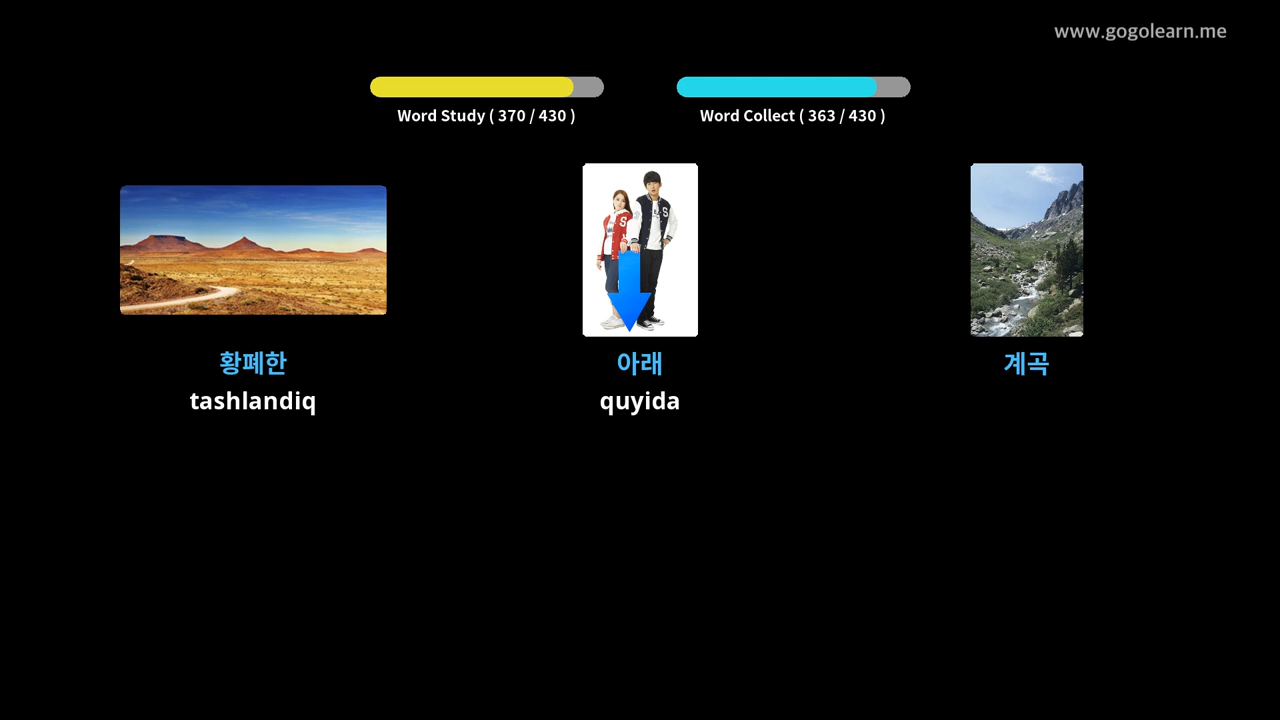 www.gogolearn.me
Word Study ( 370 / 430 )
Word Collect ( 363 / 430 )
S
S
황폐한
아래
계곡
tashlandiq
quyida